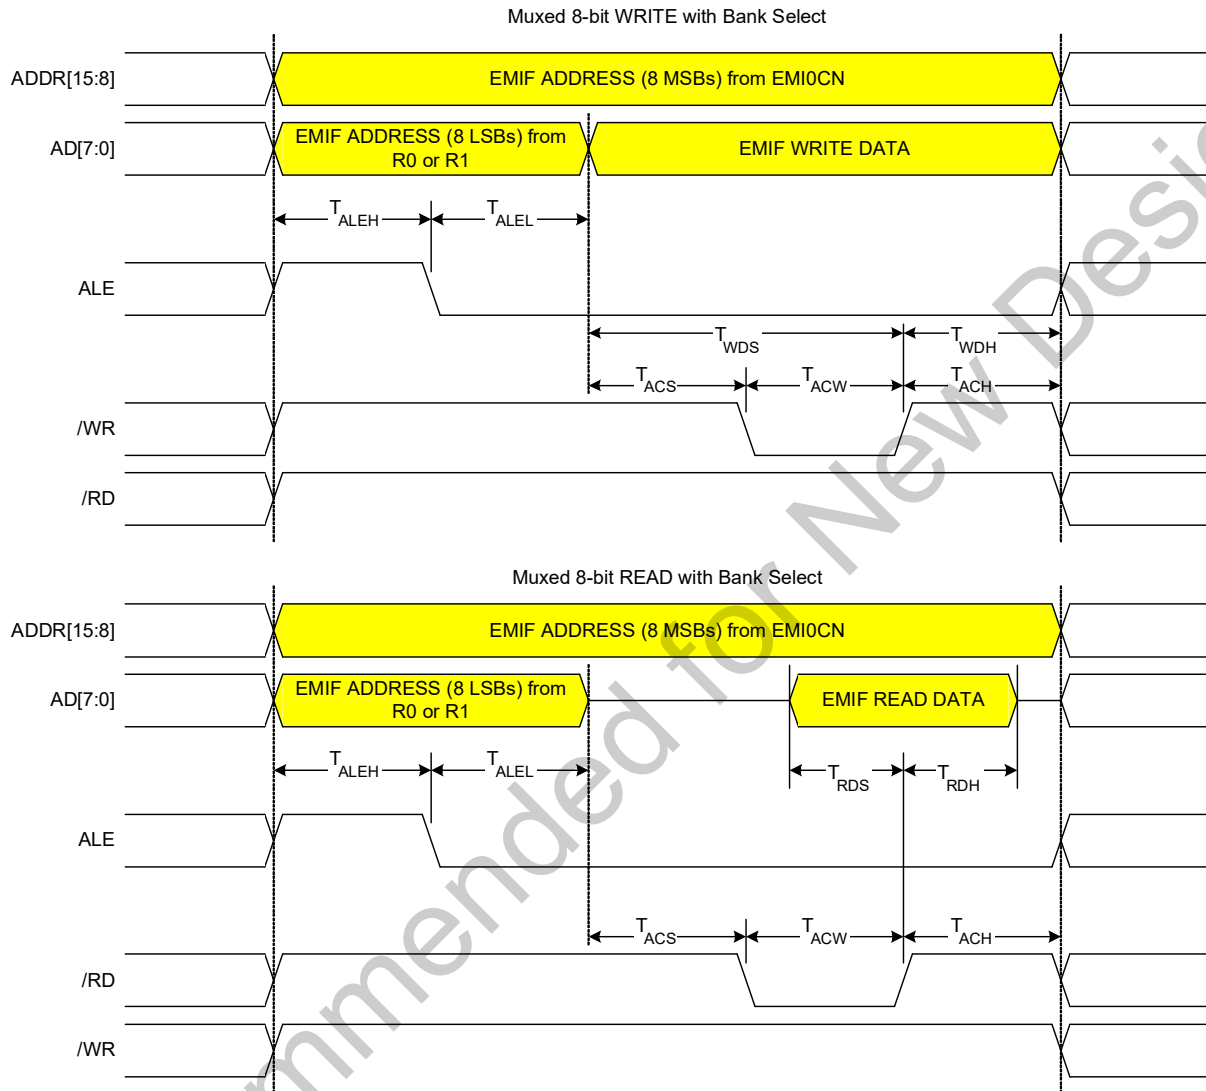 Muxed 8-bit WRITE with Bank Select
ADDR[15:8]
EMIF ADDRESS (8 MSBs) from EMI0CN
AD[7:0]
EMIF ADDRESS (8 LSBs) from
R0 or R1
EMIF WRITE DATA
TALEH
TALEL
ALE
TWDS
TWDH
TACS
TACW
TACH
/WR
/RD
Muxed 8-bit READ with Bank Select
ADDR[15:8]
EMIF ADDRESS (8 MSBs) from EMI0CN
AD[7:0]
EMIF ADDRESS (8 LSBs) from
R0 or R1
EMIF READ DATA
TALEH
TALEL
TRDS
TRDH
ALE
TACS
TACW
TACH
/RD
/WR
mmended for New Desig